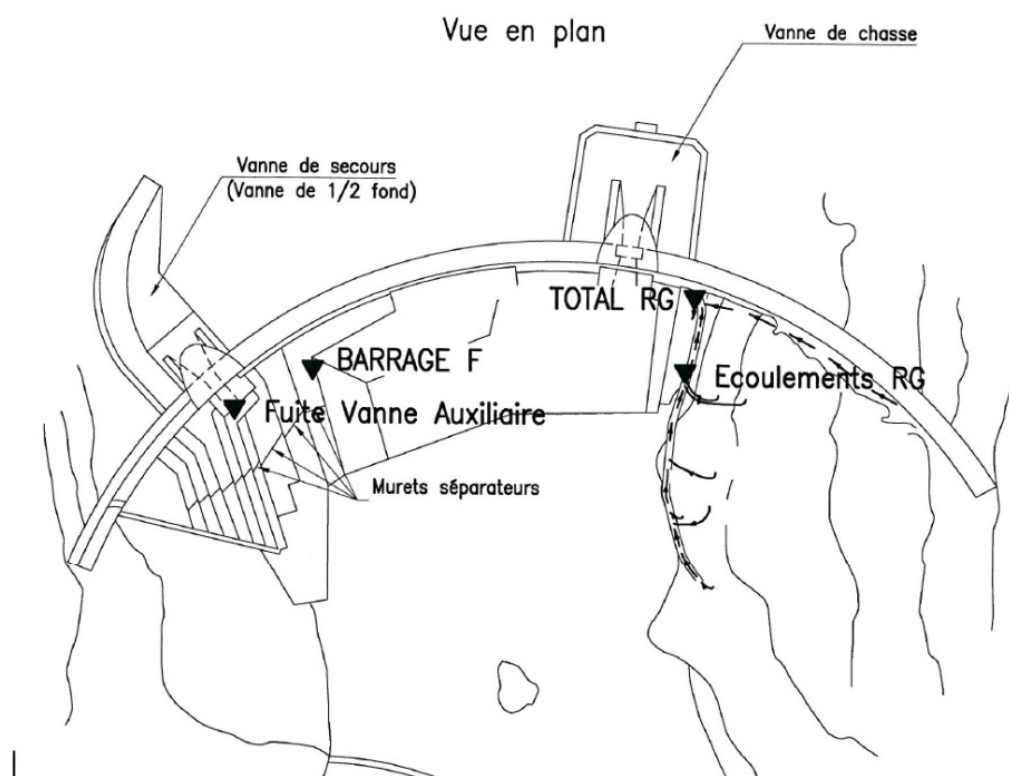 Vue en plan
Vanne de chasse
Vanne de secours
(Vanne de 1/2 fond)
TOTAL RG
BARRAGE F
Ecoulements RG
Fuite Vanne Auxiliaire
Murets séparateurs